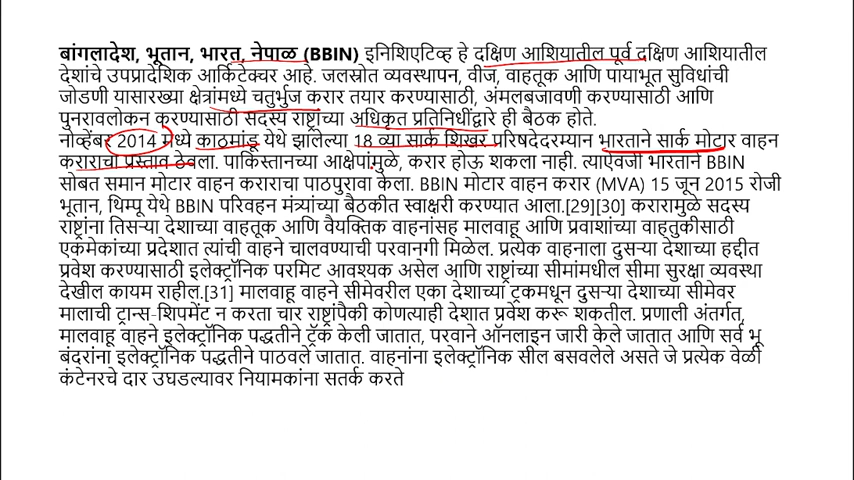 बांगलादेश, भूतान, भारत, नेपाळ (BBIN) इनिशिएटिव्ह हे दक्षिण आशियातील पूर्व दक्षिण आशियातील
देशांचे उपप्रादेशिक आर्किटेक्चर आहे. जलस्रोत व्यवस्थापन, वीज, वाहतूक आणि पायाभूत सुविधांची
जोडणी यासारख्या क्षेत्रांमध्ये चतुर्भुज करार तयार करण्यासाठी, अंमलबजावणी करण्यासाठी आणि
पुनरावलोकन करण्यासाठी सदस्य राष्ट्रांच्या अधिकृत प्रतिनिधींद्वारे ही बैठक होते.
नोव्हेंबर 2014 मध्ये काठमांडू येथे झालेल्या 18 व्या सार्क शिखर परिषदेदरम्यान भारताने सार्क मोटार वाहन
कराराचा प्रस्ताव ठेवला. पाकिस्तानच्या आक्षेपांमुळे, करार होऊ शकला नाही. त्याऐवजी भारताने BBIN
सोबत समान मोटार वाहन कराराचा पाठपुरावा केला. BBIN मोटार वाहन करार (MVA) 15 जून 2015 रोजी
भूतान, थिम्पू येथे BBIN परिवहन मंत्र्यांच्या बैठकीत स्वाक्षरी करण्यात आला.[29][30] करारामुळे सदस्य
राष्ट्रांना तिसऱ्या देशाच्या वाहतूक आणि वैयक्तिक वाहनांसह मालवाहू आणि प्रवाशांच्या वाहतुकीसाठी
एकमेकांच्या प्रदेशात त्यांची वाहने चालवण्याची परवानगी मिळेल. प्रत्येक वाहनाला दुसऱ्या देशाच्या हद्दीत
प्रवेश करण्यासाठी इलेक्ट्रॉनिक परमिट आवश्यक असेल आणि राष्ट्रांच्या सीमांमधील सीमा सुरक्षा व्यवस्था
देखील कायम राहील.[31] मालवाहू वाहने सीमेवरील एका देशाच्या ट्रकमधून दुसऱ्या देशाच्या सीमेवर
मालाची ट्रान्स-शिपमेंट न करता चार राष्ट्रांपैकी कोणत्याही देशात प्रवेश करू शकतील. प्रणाली अंतर्गत,
मालवाहू वाहने इलेक्ट्रॉनिक पद्धतीने ट्रॅक केली जातात, परवाने ऑनलाइन जारी केले जातात आणि सर्व भू
बंदरांना इलेक्ट्रॉनिक पद्धतीने पाठवले जातात. वाहनांना इलेक्ट्रॉनिक सील बसवलेले असते जे प्रत्येक वेळी
कंटेनरचे दार उघडल्यावर नियामकांना सतर्क करते